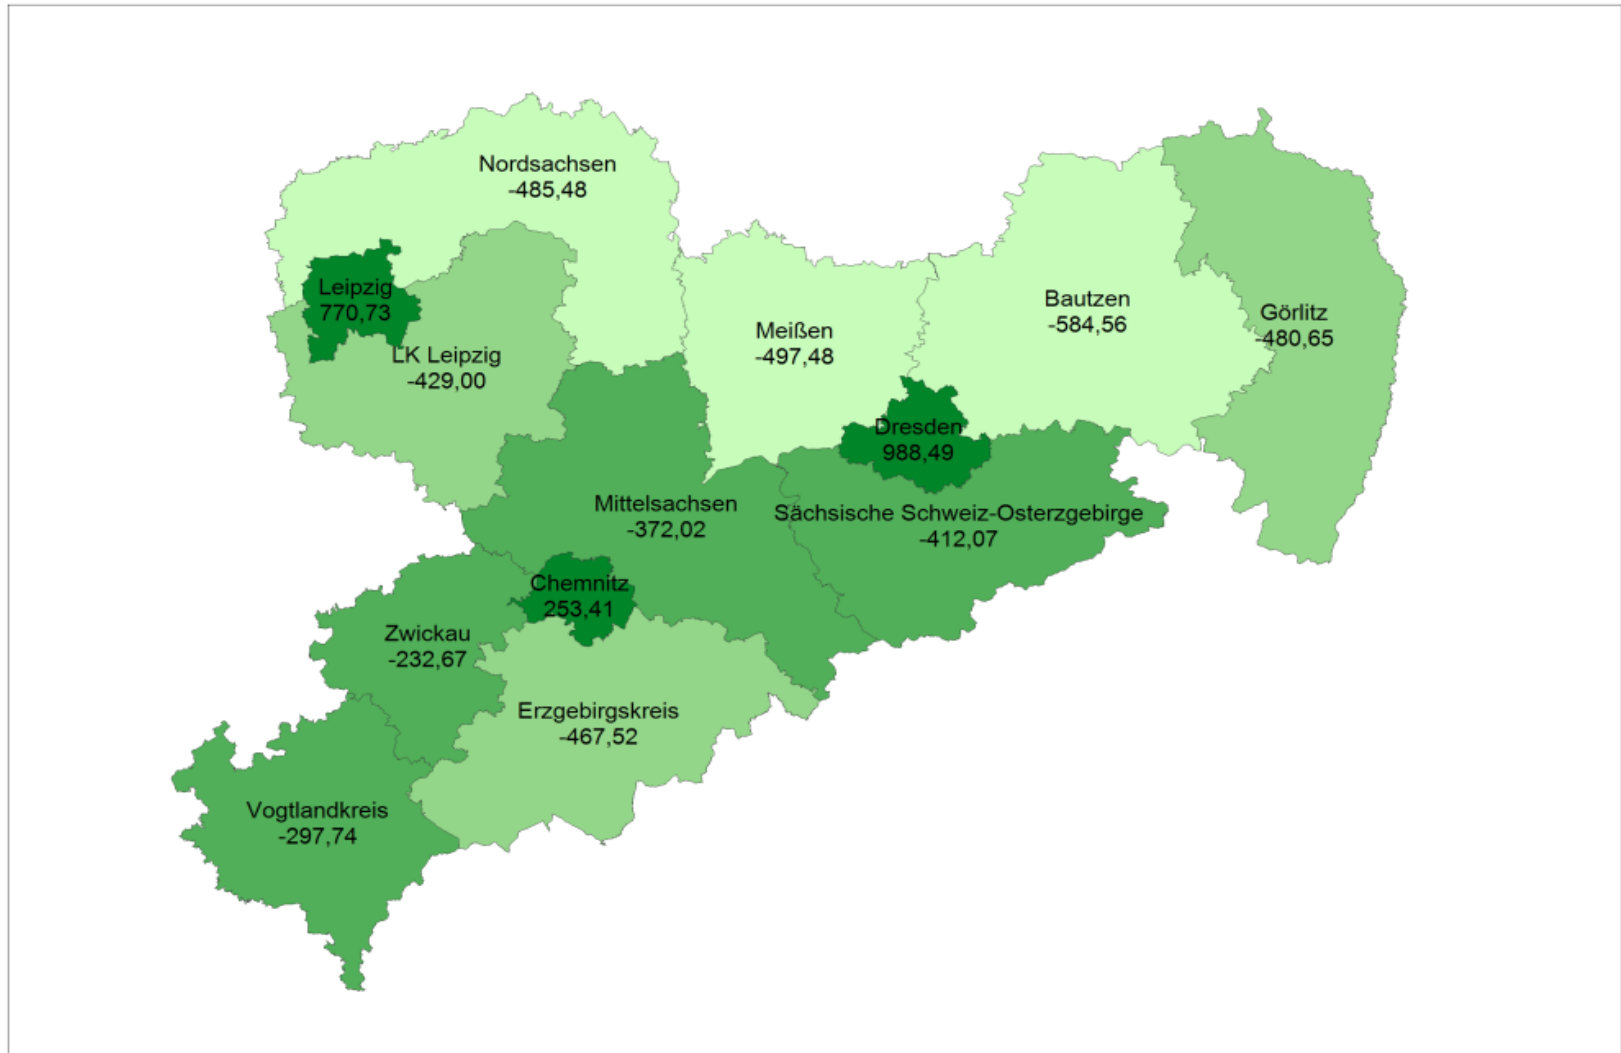 Nordsachsen
-485,48
Leipzig
770,73
LK Leipzig
-429,00
Meißen
-497,48
Bautzen
-584,56
Görlitz
-480,65
Dresden
988,49
Mittelsachsen
-372,02
Sächsische Schweiz-Osterzgebirge
-412,07
Chemnitz
253,41
Zwickau
-232,67
Erzgebirgskreis
-467,52
Vogtlandkreis
-297,74